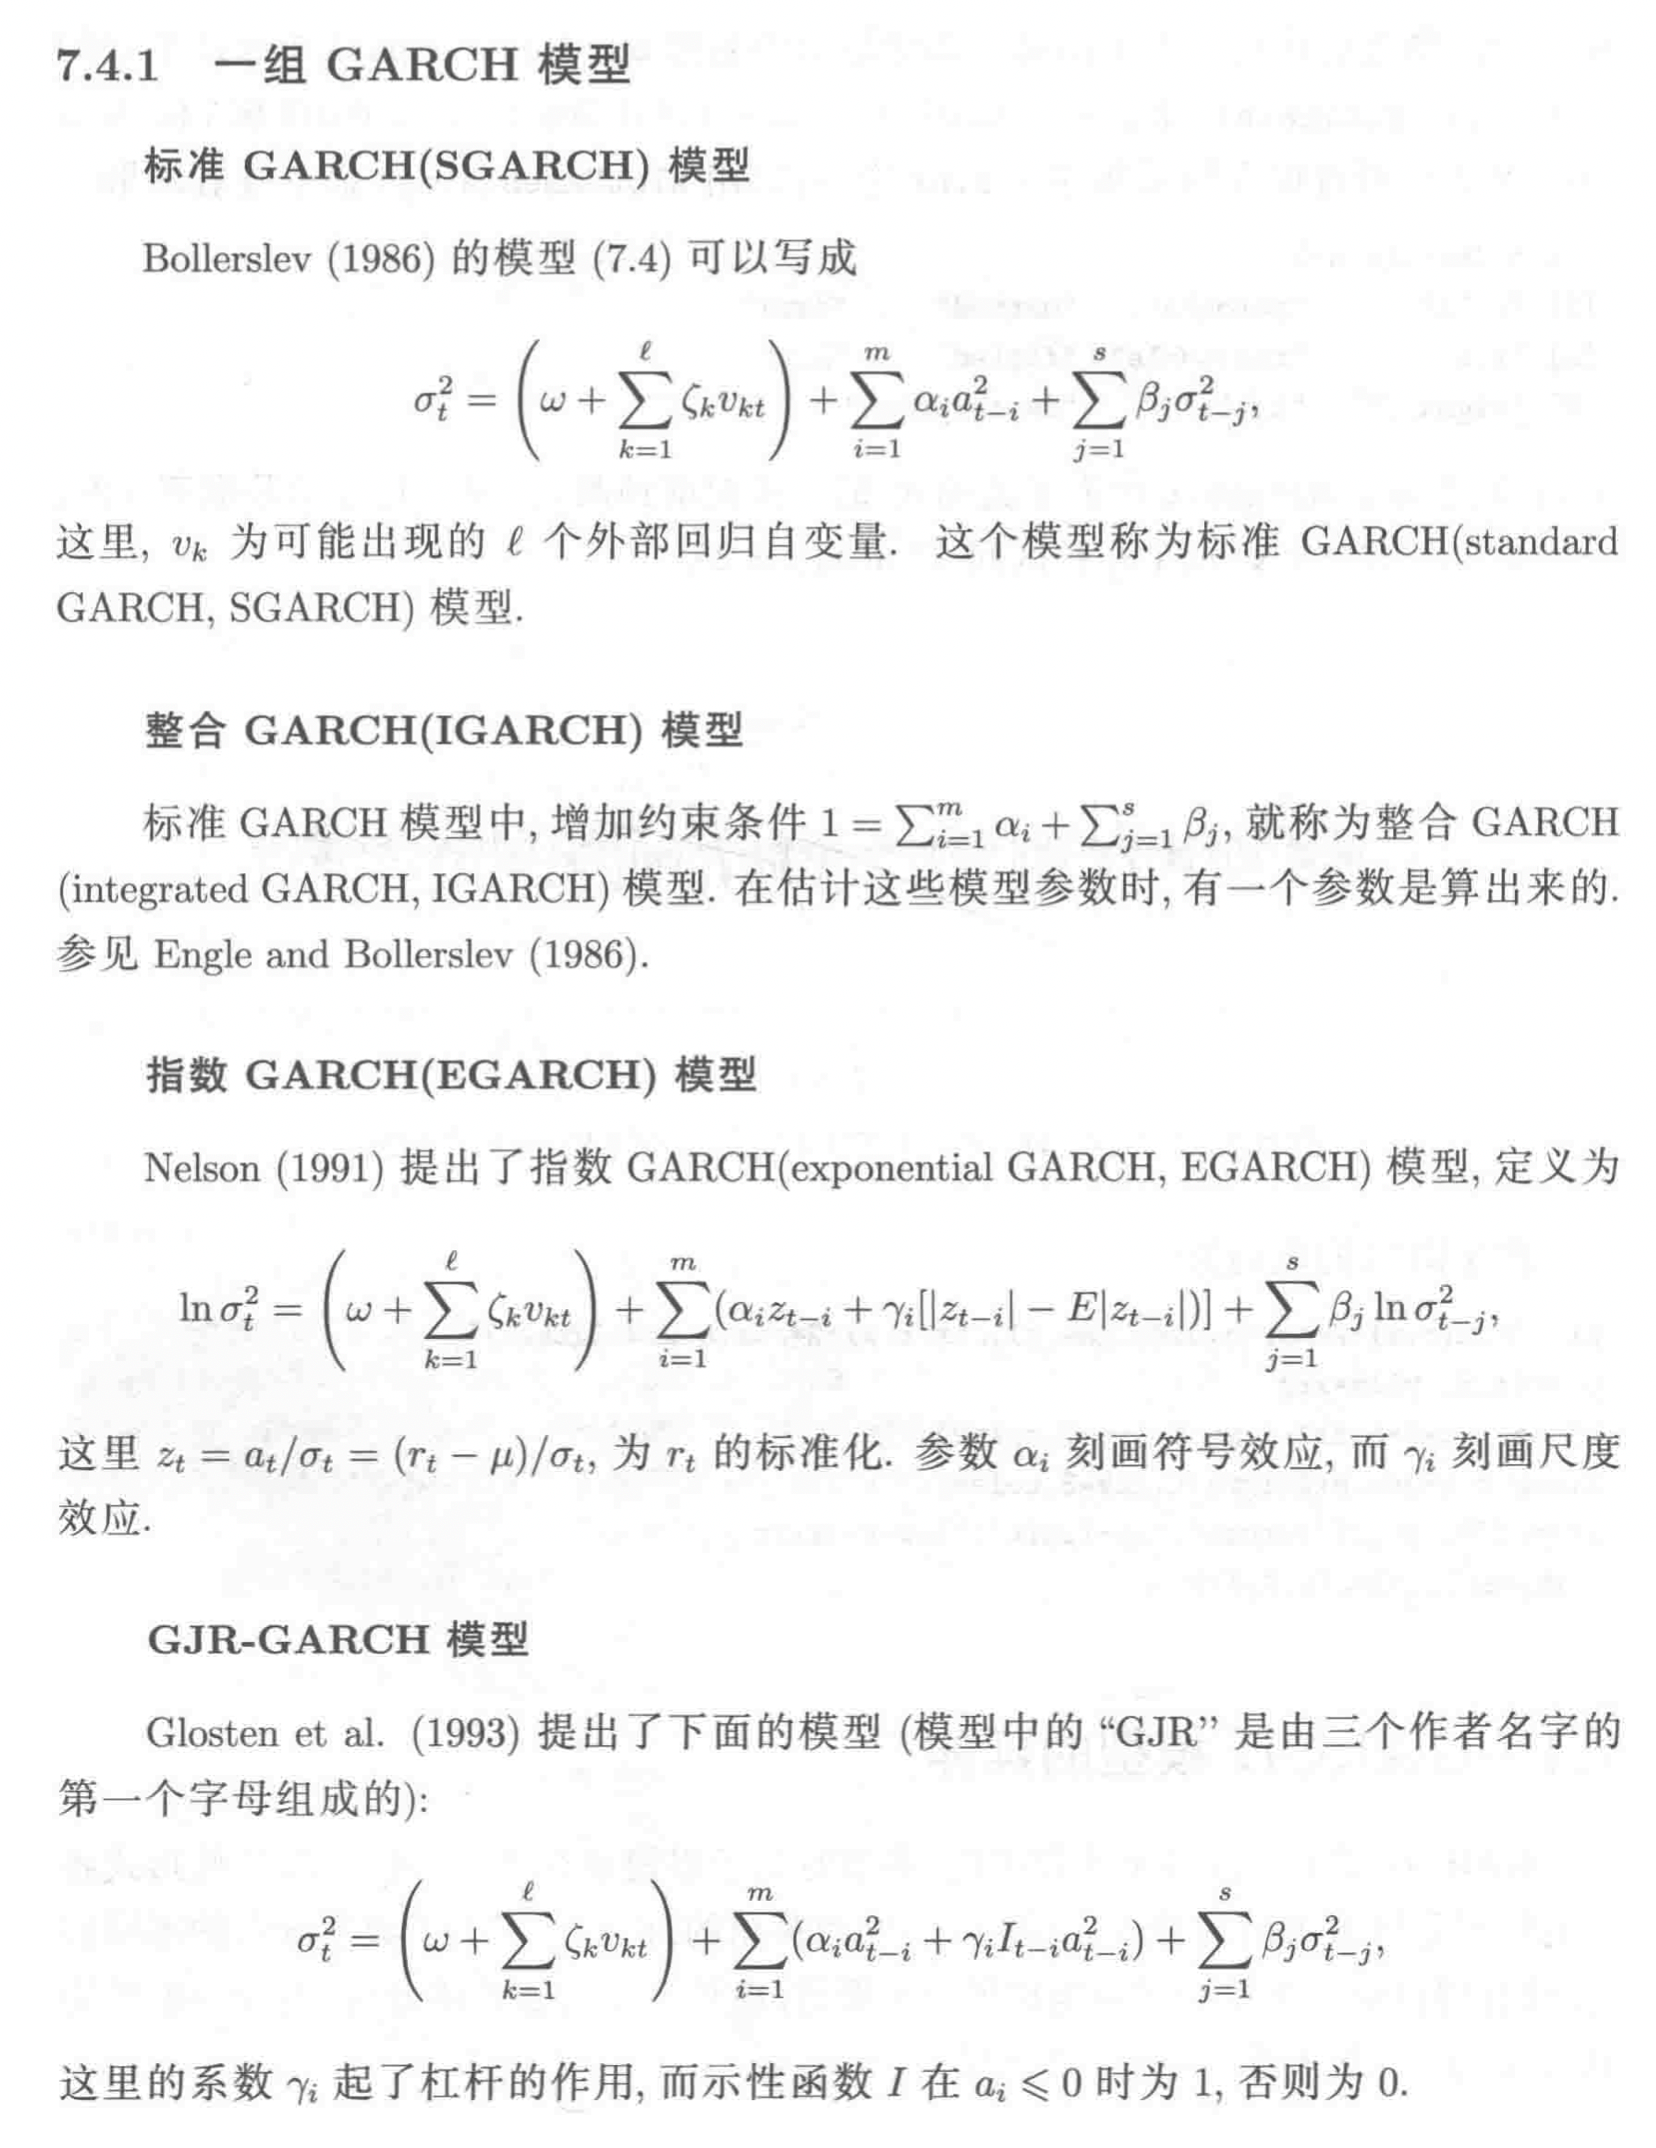 7.4.1 一组 GARCH 模型
标准 GARCH(SGARCH) 模型
Bollerslev (1986) 的模型 (7.4) 可以写成
$$\sigma_t^2 = \left(\omega + \sum_{k=1}^{\ell} \zeta_k v_{kt}\right) + \sum_{i=1}^{m} \alpha_i a_{t-i}^2 + \sum_{j=1}^{s} \beta_j \sigma_{t-j}^2,$$
这里, $v_k$ 为可能出现的 $\ell$ 个外部回归自变量. 这个模型称为标准 GARCH(standard
GARCH, SGARCH) 模型.
整合 GARCH(IGARCH) 模型
标准 GARCH 模型中, 增加约束条件 $1 = \sum_{i=1}^{m} \alpha_i + \sum_{j=1}^{s} \beta_j$, 就称为整合 GARCH
(integrated GARCH, IGARCH) 模型. 在估计这些模型参数时, 有一个参数是算出来的.
参见 Engle and Bollerslev (1986).
指数 GARCH(EGARCH) 模型
Nelson (1991) 提出了指数 GARCH(exponential GARCH, EGARCH) 模型, 定义为
$$\ln \sigma_t^2 = \left(\omega + \sum_{k=1}^{\ell} \zeta_k v_{kt}\right) + \sum_{i=1}^{m} (\alpha_i z_{t-i} + \gamma_i [|z_{t-i}| - E|z_{t-i}|)] + \sum_{j=1}^{s} \beta_j \ln \sigma_{t-j}^2,$$
这里 $z_t = a_t/\sigma_t = (r_t - \mu)/\sigma_t$, 为 $r_t$ 的标准化. 参数 $\alpha_i$ 刻画符号效应, 而 $\gamma_i$ 刻画尺度
效应.
GJR-GARCH 模型
Glosten et al. (1993) 提出了下面的模型 (模型中的 “GJR” 是由三个作者名字的
第一个字母组成的):
$$\sigma_t^2 = \left(\omega + \sum_{k=1}^{\ell} \zeta_k v_{kt}\right) + \sum_{i=1}^{m} (\alpha_i a_{t-i}^2 + \gamma_i I_{t-i} a_{t-i}^2) + \sum_{j=1}^{s} \beta_j \sigma_{t-j}^2,$$
这里的系数 $\gamma_i$ 起了杠杆的作用, 而示性函数 $I$ 在 $a_i \leqslant 0$ 时为 1, 否则为 0.